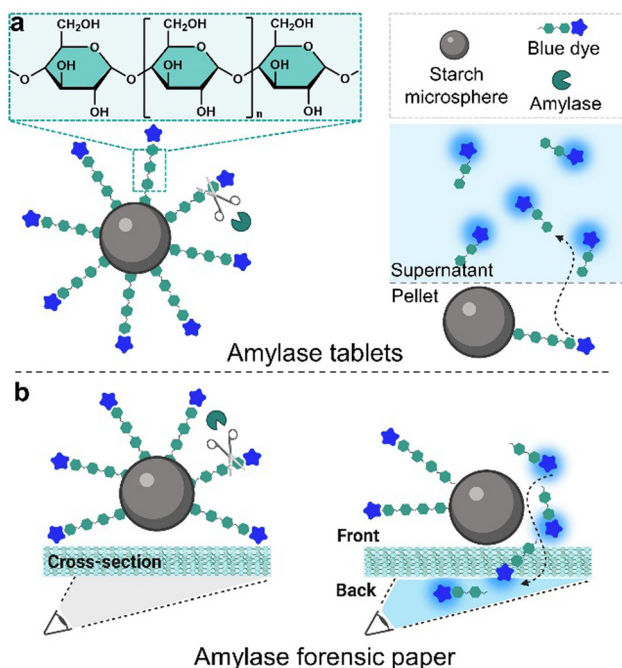 a
CH₂OH CH₂OH CH₂OH
O O O
OH OH OH
O O O O
OH OH OH
n
Starch
microsphere
Blue dye
Amylase
Supernatant
Pellet
Amylase tablets
b
Cross-section
Front
Back
Amylase forensic paper